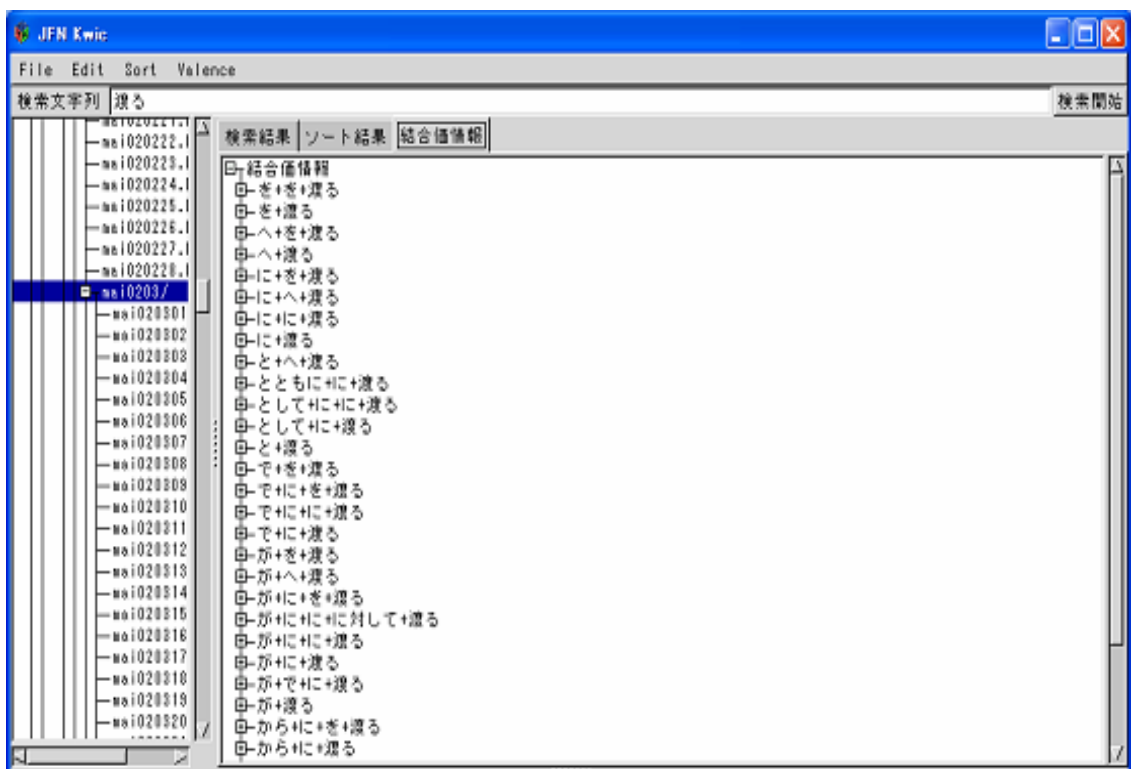 JFN Kwic
File Edit Sort Valence
検索文字列 渡る 検索開始
mai020222.l
mai020223.l
mai020224.l
mai020225.l
mai020226.l
mai020227.l
mai020228.l
mai0203/
mai020301
mai020302
mai020303
mai020304
mai020305
mai020306
mai020307
mai020308
mai020309
mai020310
mai020311
mai020312
mai020313
mai020314
mai020315
mai020316
mai020317
mai020318
mai020319
mai020320
検索結果 ソート結果 結合価情報
結合価情報
を+を+渡る
を+渡る
へ+を+渡る
へ+渡る
に+を+渡る
に+へ+渡る
に+に+渡る
に+渡る
と+へ+渡る
とともに+に+渡る
として+に+に+渡る
として+に+渡る
と+渡る
で+を+渡る
で+に+を+渡る
で+に+に+渡る
で+に+渡る
が+を+渡る
が+へ+渡る
が+に+を+渡る
が+に+に+に対して+渡る
が+に+に+渡る
が+に+渡る
が+で+に+渡る
が+渡る
から+に+を+渡る
から+に+渡る